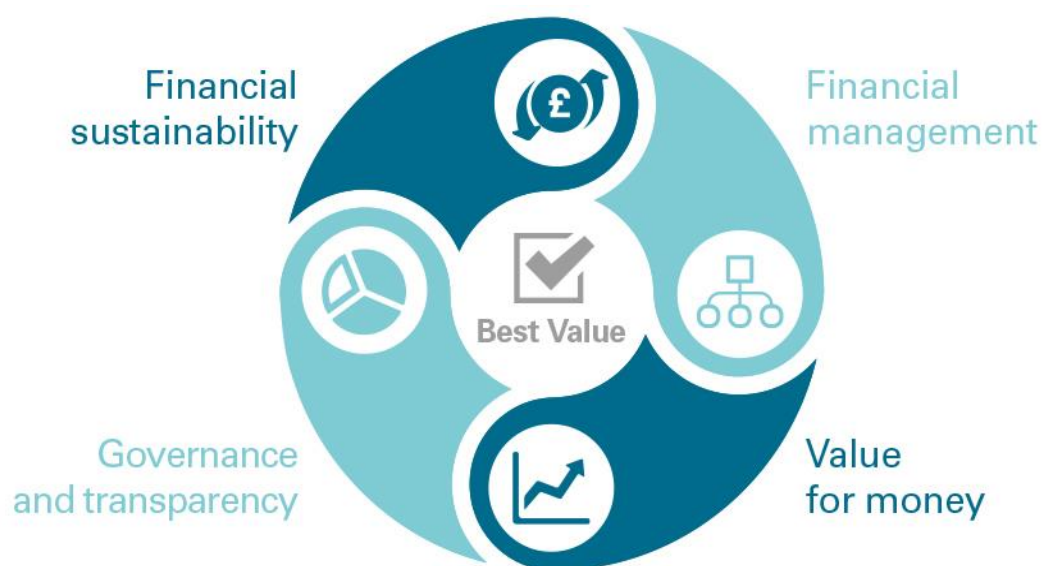 Financial
sustainability
Financial
management
£
Best Value
Governance
and transparency
Value
for money